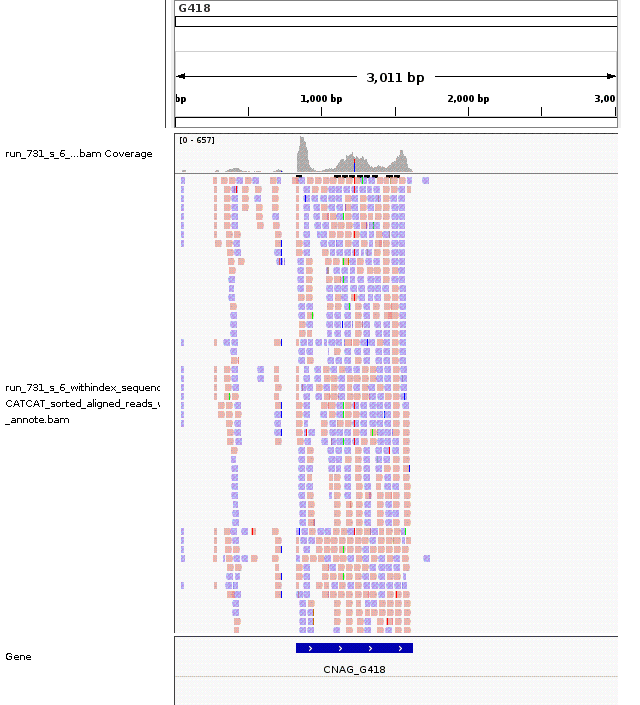 G418
3,011 bp
bp 1,000 bp 2,000 bp 3,00
[0 - 657]
run_731_s_6_...bam Coverage
run_731_s_6_withindex_sequenc
CATCAT_sorted_aligned_reads_
_annote.bam
Gene
CNAG_G418